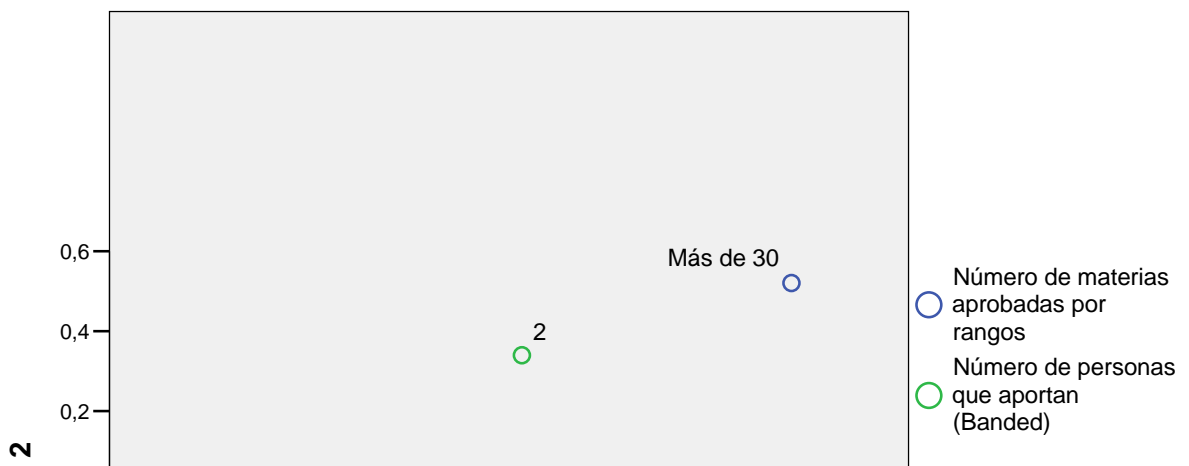 0,6
0,4
0,2
2
Más de 30
2
Número de materias
aprobadas por
rangos
Número de personas
que aportan
(Banded)